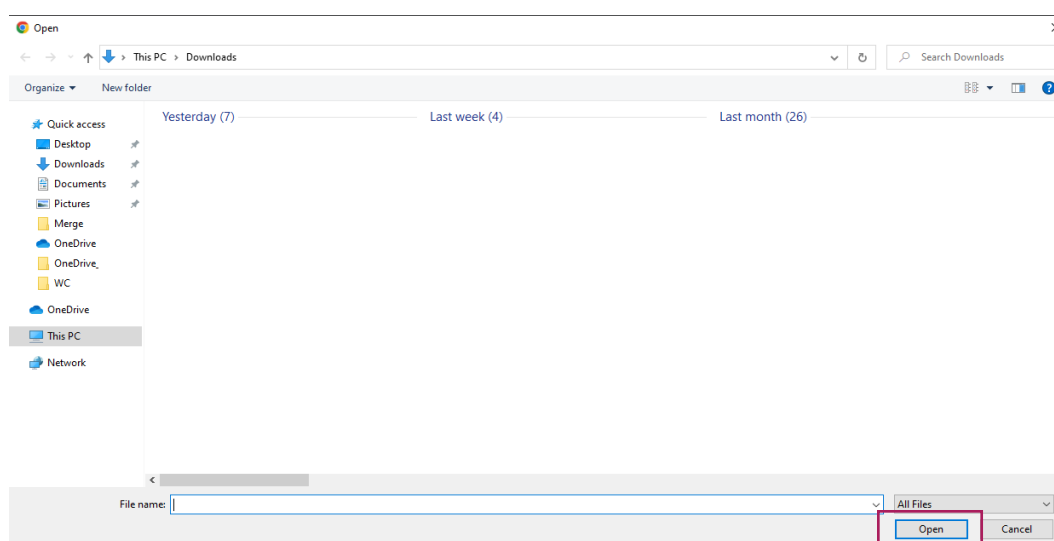 Open
This PC > Downloads
Search Downloads
Organize
New folder
Quick access
Desktop
Downloads
Documents
Pictures
Merge
OneDrive
OneDrive_
WC
OneDrive
This PC
Network
Yesterday (7)
Last week (4)
Last month (26)
File name:
All Files
Open
Cancel